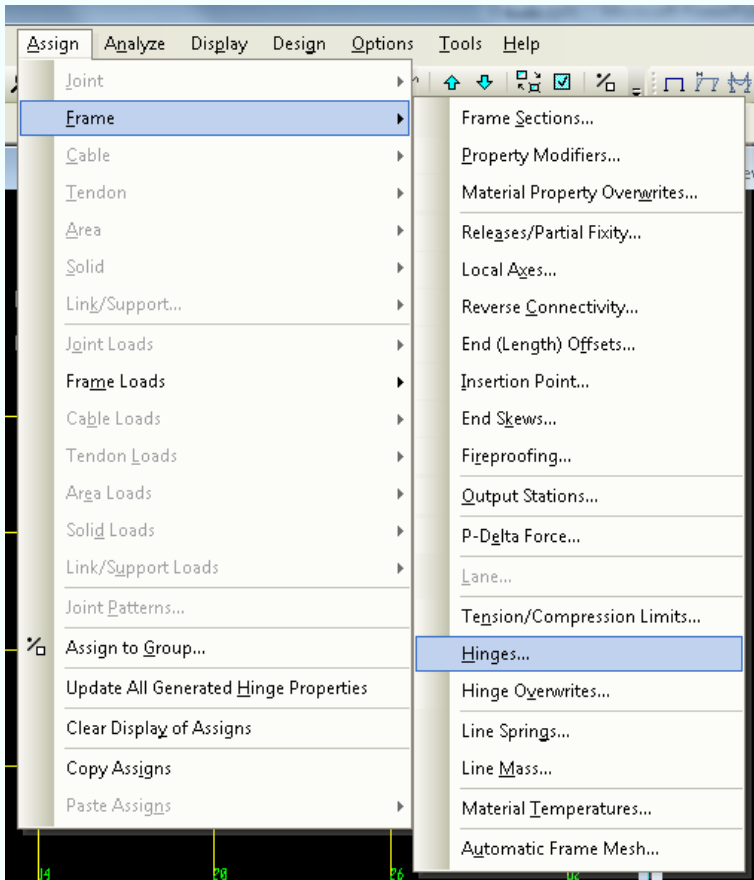 Assign Analyze Display Design Options Tools Help
Joint
Frame
Cable
Tendon
Area
Solid
Link/Support...
Joint Loads
Frame Loads
Cable Loads
Tendon Loads
Area Loads
Solid Loads
Link/Support Loads
Joint Patterns...
Assign to Group...
Update All Generated Hinge Properties
Clear Display of Assigns
Copy Assigns
Paste Assigns
Frame Sections...
Property Modifiers...
Material Property Overwrites...
Releases/Partial Fixity...
Local Axes...
Reverse Connectivity...
End (Length) Offsets...
Insertion Point...
End Skews...
Fireproofing...
Output Stations...
P-Delta Force...
Lane...
Tension/Compression Limits...
Hinges...
Hinge Overwrites...
Line Springs...
Line Mass...
Material Temperatures...
Automatic Frame Mesh...
14 20 26